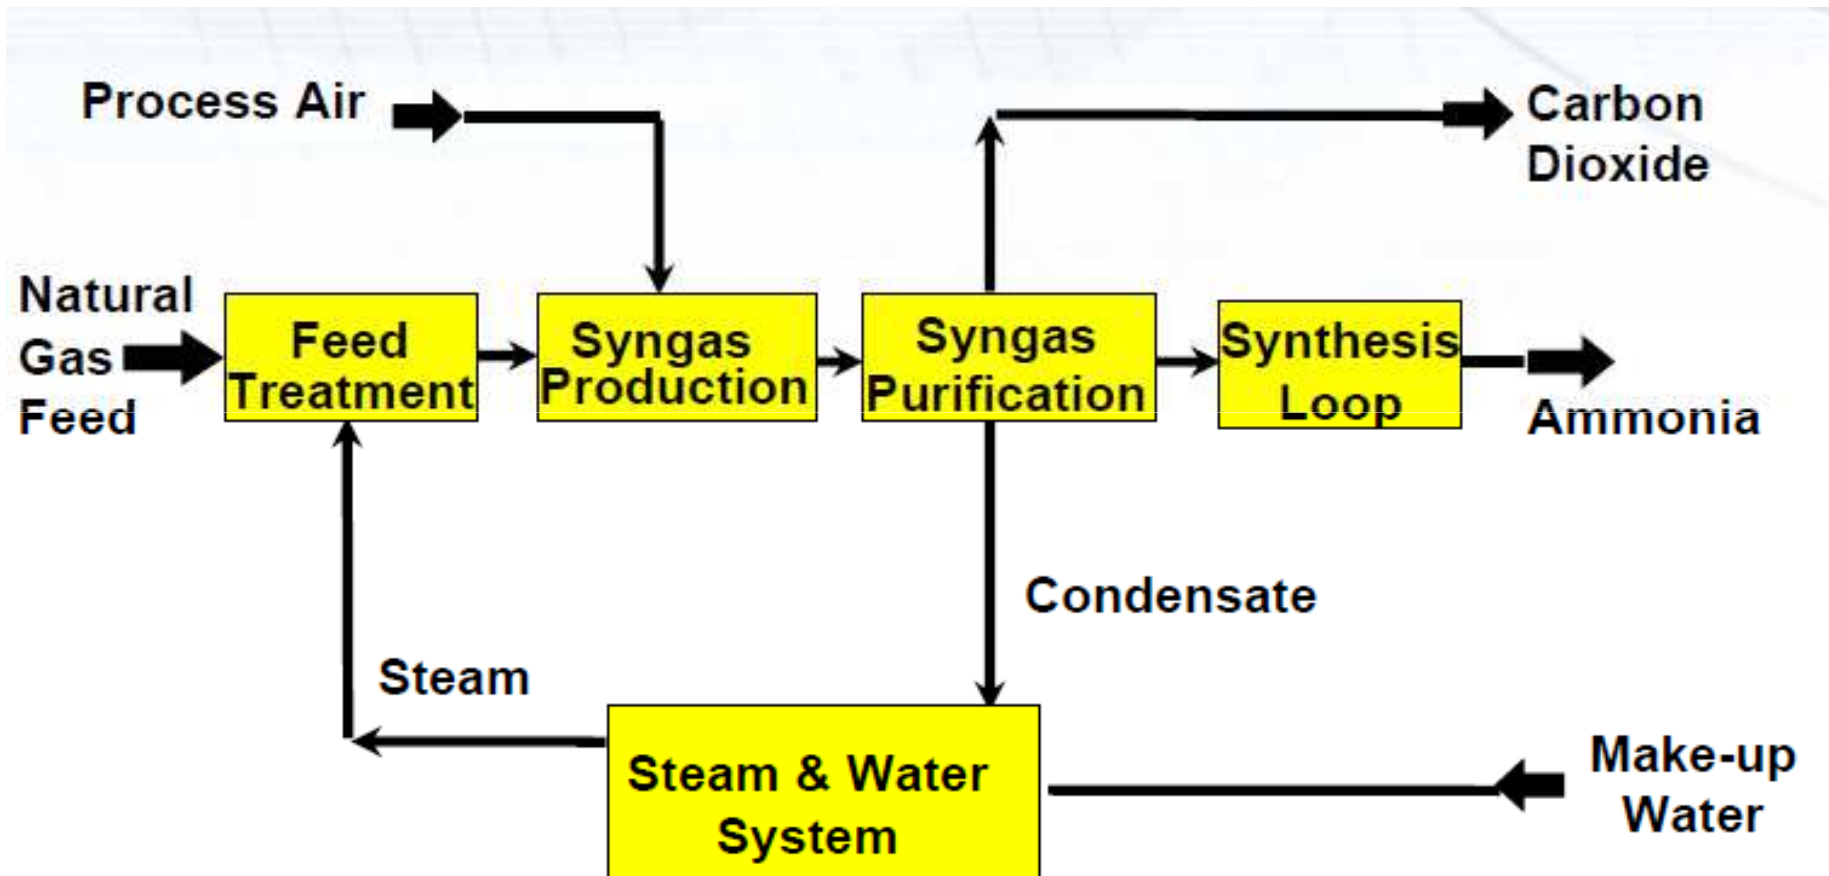 Process Air
Carbon
Dioxide
Natural
Gas
Feed
Feed
Treatment
Syngas
Production
Syngas
Purification
Synthesis
Loop
Ammonia
Condensate
Steam
Steam & Water
System
Make-up
Water